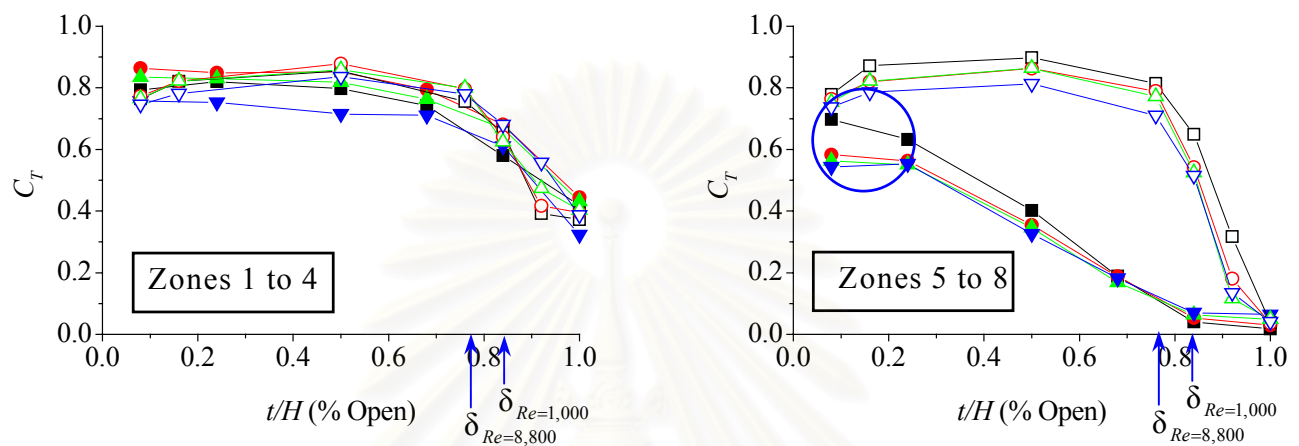 1.0
0.8
0.6
0.4
0.2
0.0
C_T
Zones 1 to 4
0.0 0.2 0.4 0.6 0.8 1.0
t/H (% Open)
δ_Re=1,000
δ_Re=8,800
1.0
0.8
0.6
0.4
0.2
0.0
C_T
Zones 5 to 8
0.0 0.2 0.4 0.6 0.8 1.0
t/H (% Open)
δ_Re=1,000
δ_Re=8,800